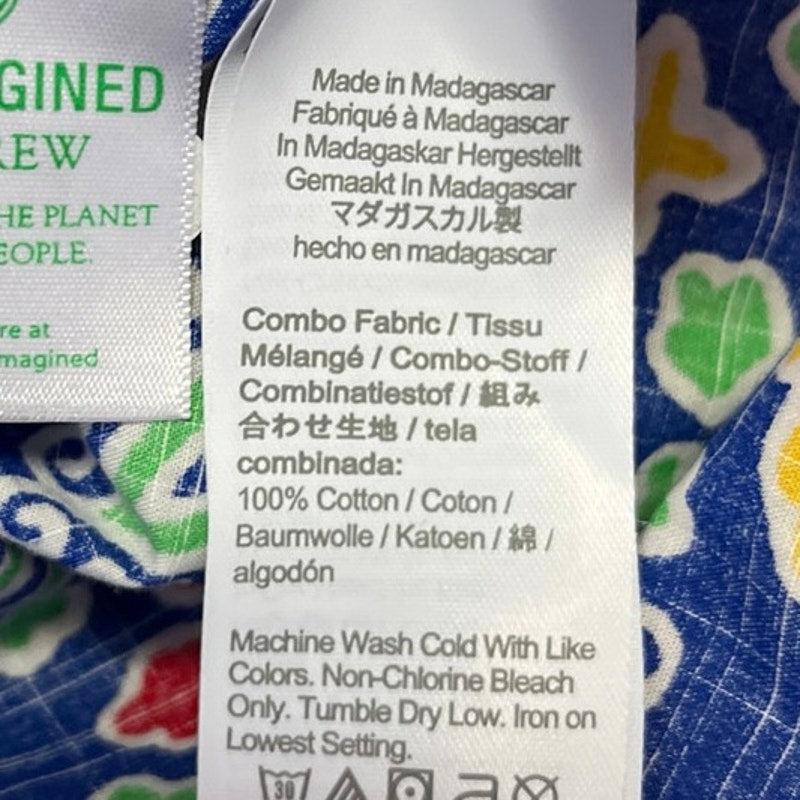 GINED
REW
HE PLANET
EOPLE.
re at
magined
Made in Madagascar
Fabriqué à Madagascar
In Madagaskar Hergestellt
Gemaakt In Madagascar
マダガスカル製
hecho en madagascar
Combo Fabric / Tissu
Mélangé / Combo-Stoff /
Combinatiestof / 組み
合わせ生地 / tela
combinada:
100% Cotton / Coton /
Baumwolle / Katoen / 綿 /
algodón
Machine Wash Cold With Like
Colors. Non-Chlorine Bleach
Only. Tumble Dry Low. Iron on
Lowest Setting.
30